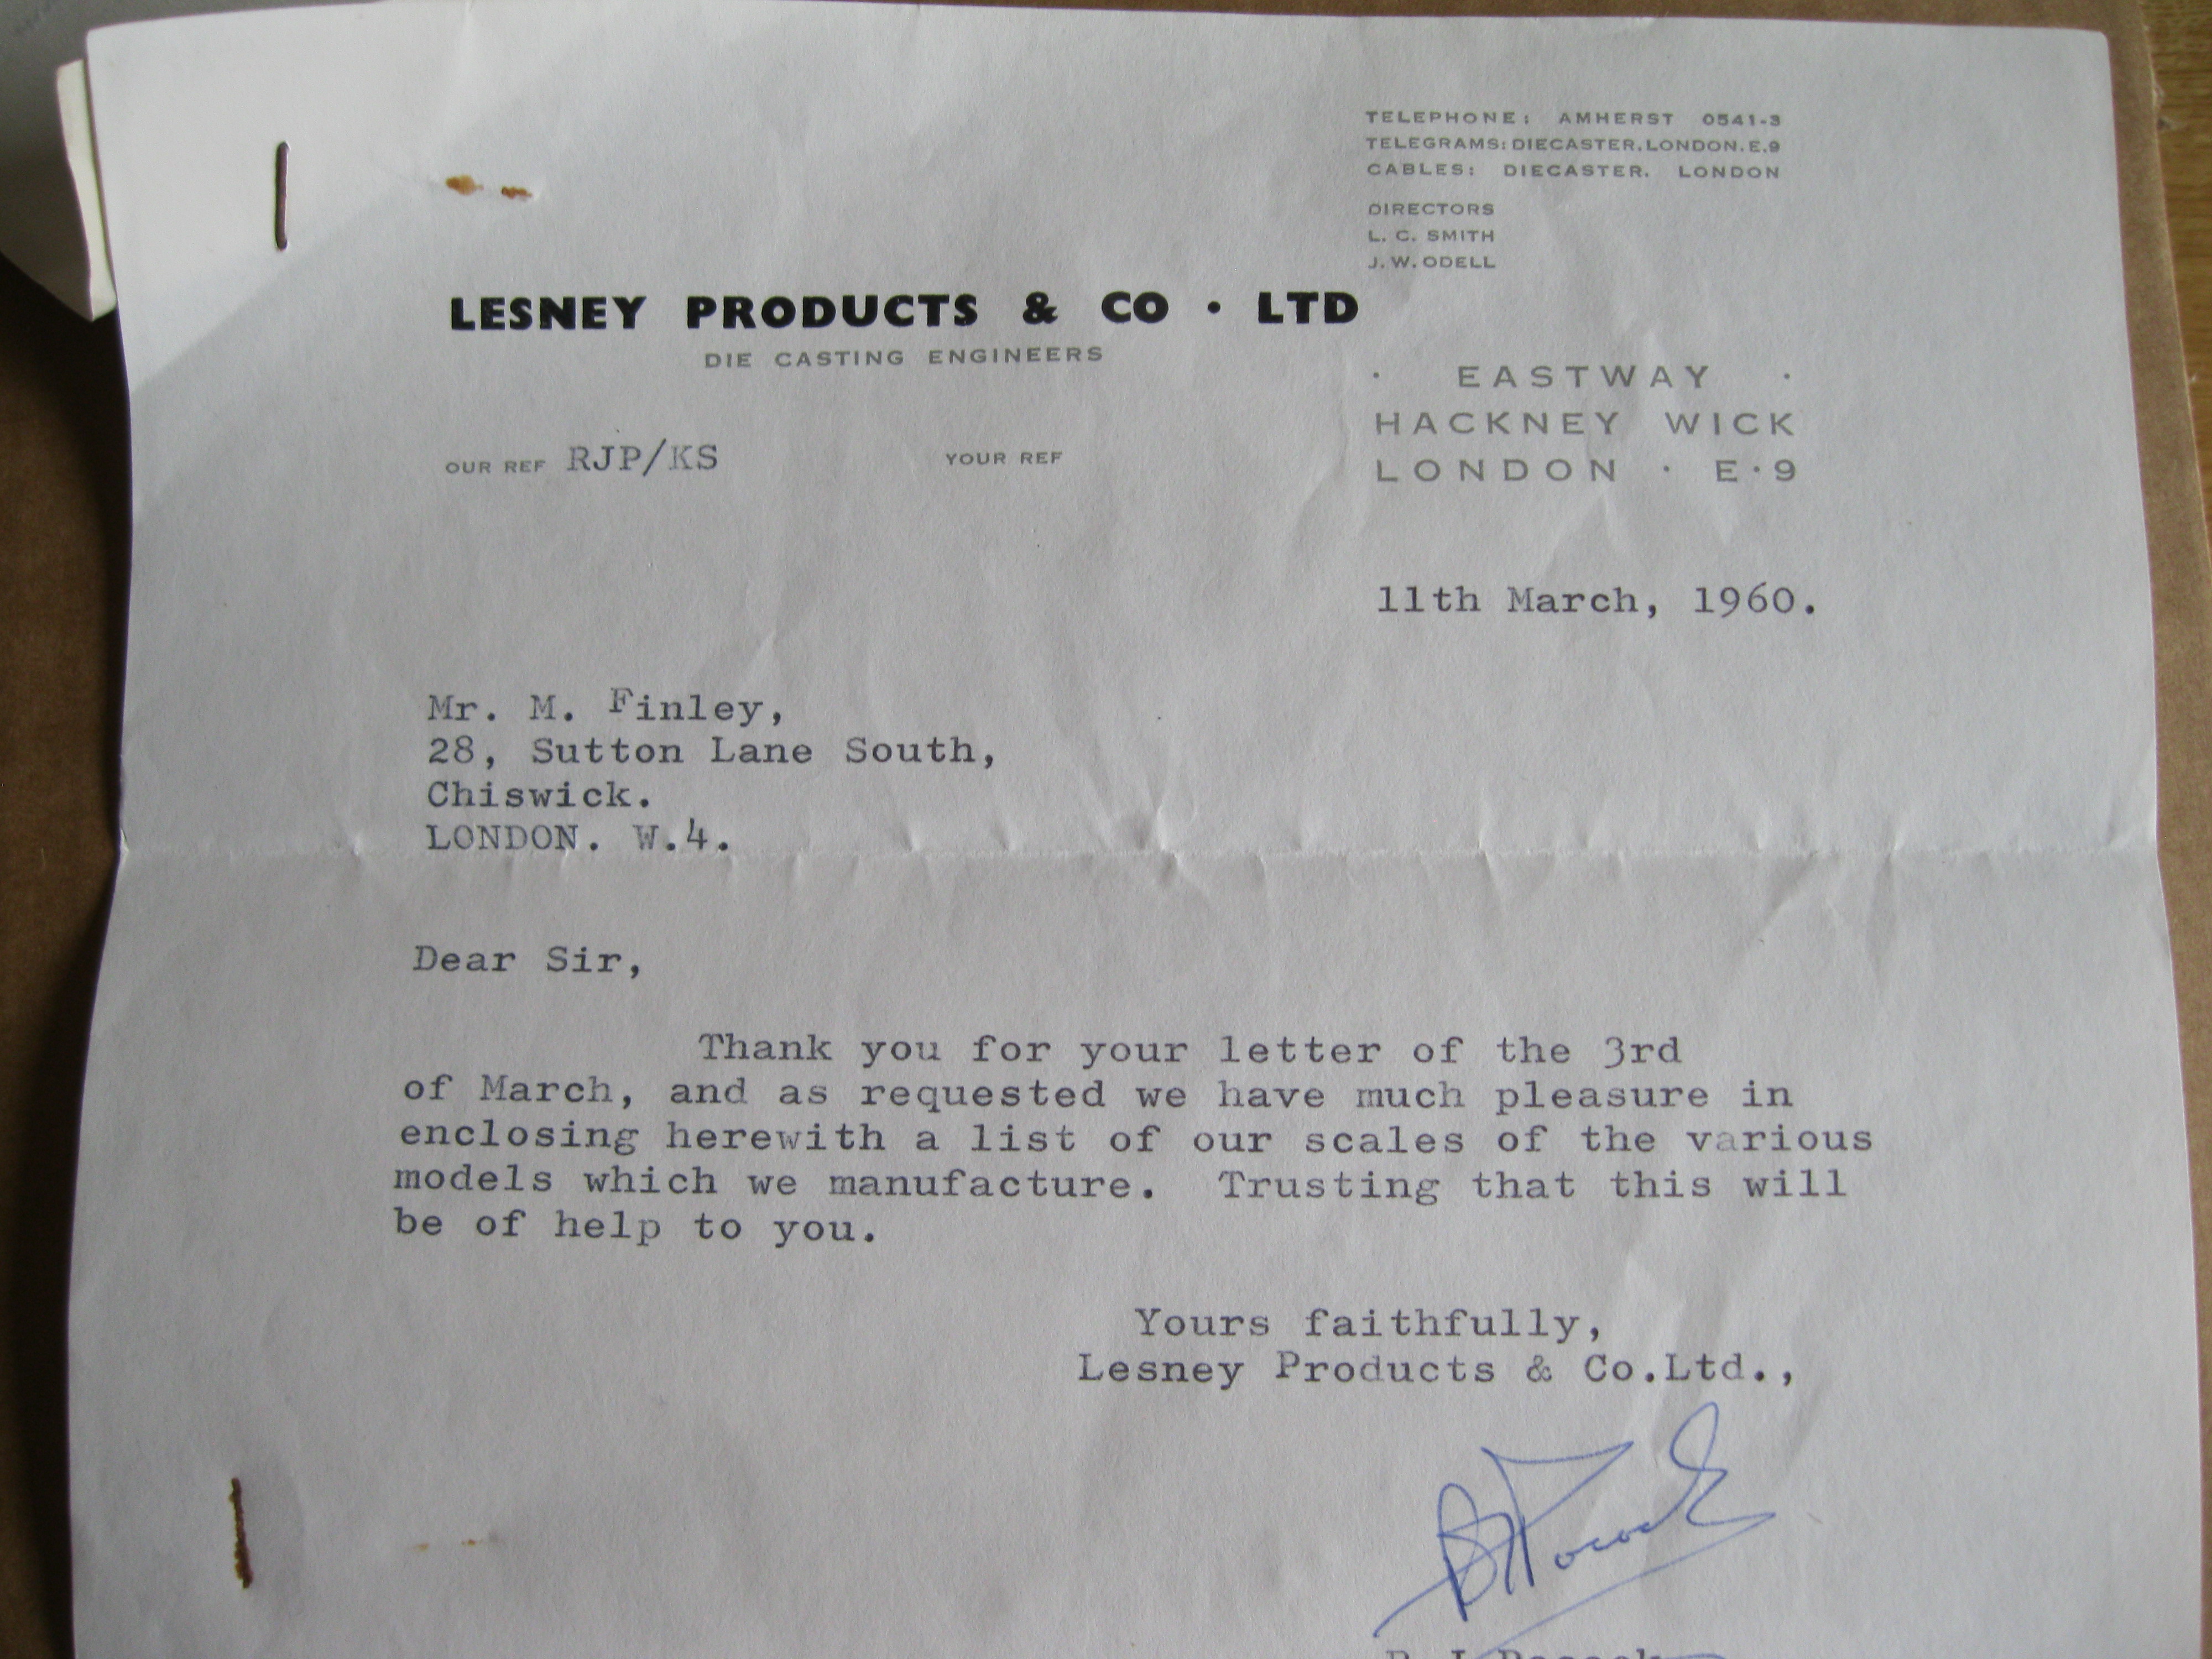 TELEPHONE: AMHERST 0541-3
TELEGRAMS: DIECASTER. LONDON. E.9
CABLES: DIECASTER. LONDON
DIRECTORS
L. C. SMITH
J. W. ODELL
LESNEY PRODUCTS & CO · LTD
DIE CASTING ENGINEERS
· EASTWAY ·
HACKNEY WICK
LONDON · E·9
OUR REF RJP/KS YOUR REF
11th March, 1960.
Mr. M. Finley,
28, Sutton Lane South,
Chiswick.
LONDON. W.4.
Dear Sir,
Thank you for your letter of the 3rd
of March, and as requested we have much pleasure in
enclosing herewith a list of our scales of the various
models which we manufacture. Trusting that this will
be of help to you.
Yours faithfully,
Lesney Products & Co.Ltd.,